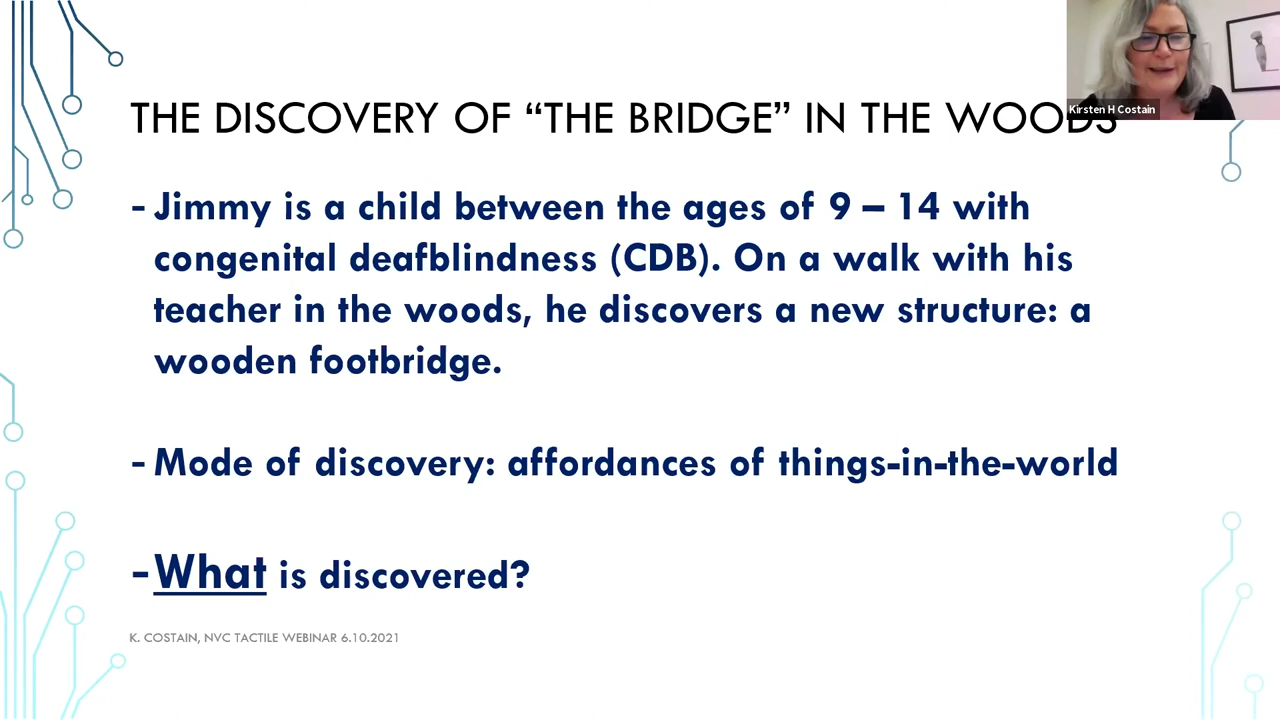 Kirsten H Costain
THE DISCOVERY OF “THE BRIDGE” IN THE WOODS
- Jimmy is a child between the ages of 9 – 14 with
congenital deafblindness (CDB). On a walk with his
teacher in the woods, he discovers a new structure: a
wooden footbridge.
- Mode of discovery: affordances of things-in-the-world
- What is discovered?
K. COSTAIN, NVC TACTILE WEBINAR 6.10.2021